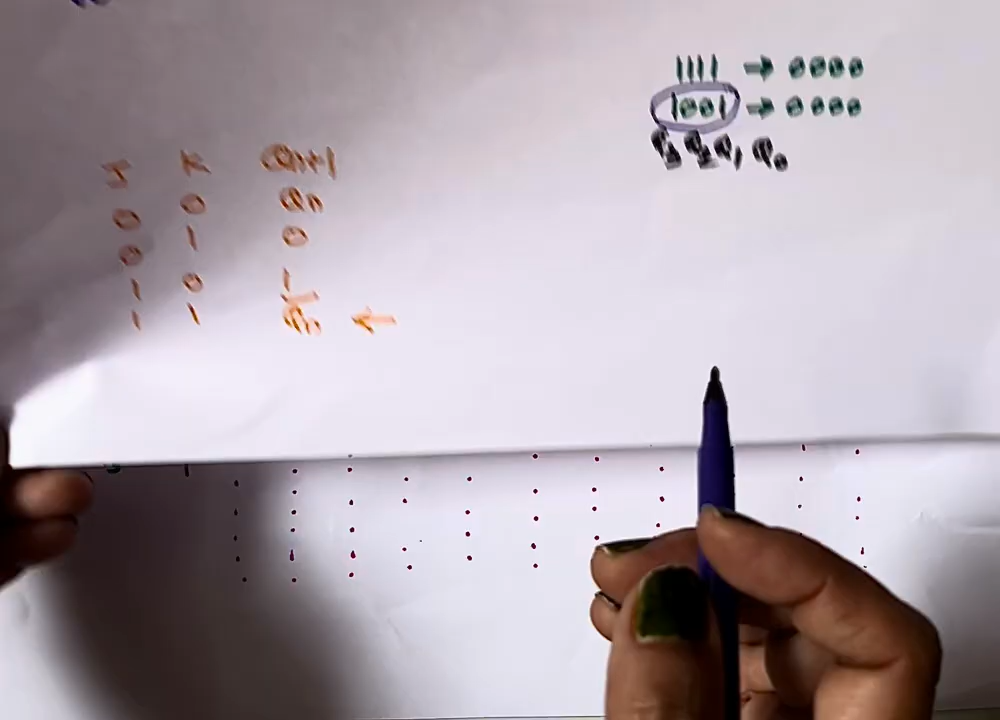 1111 → 0000
1001 → 0000
q3 q2 q1 q0
J K Qn+1
0 0 Qn
0 1 0
1 0 1
1 1 Q̅n ←